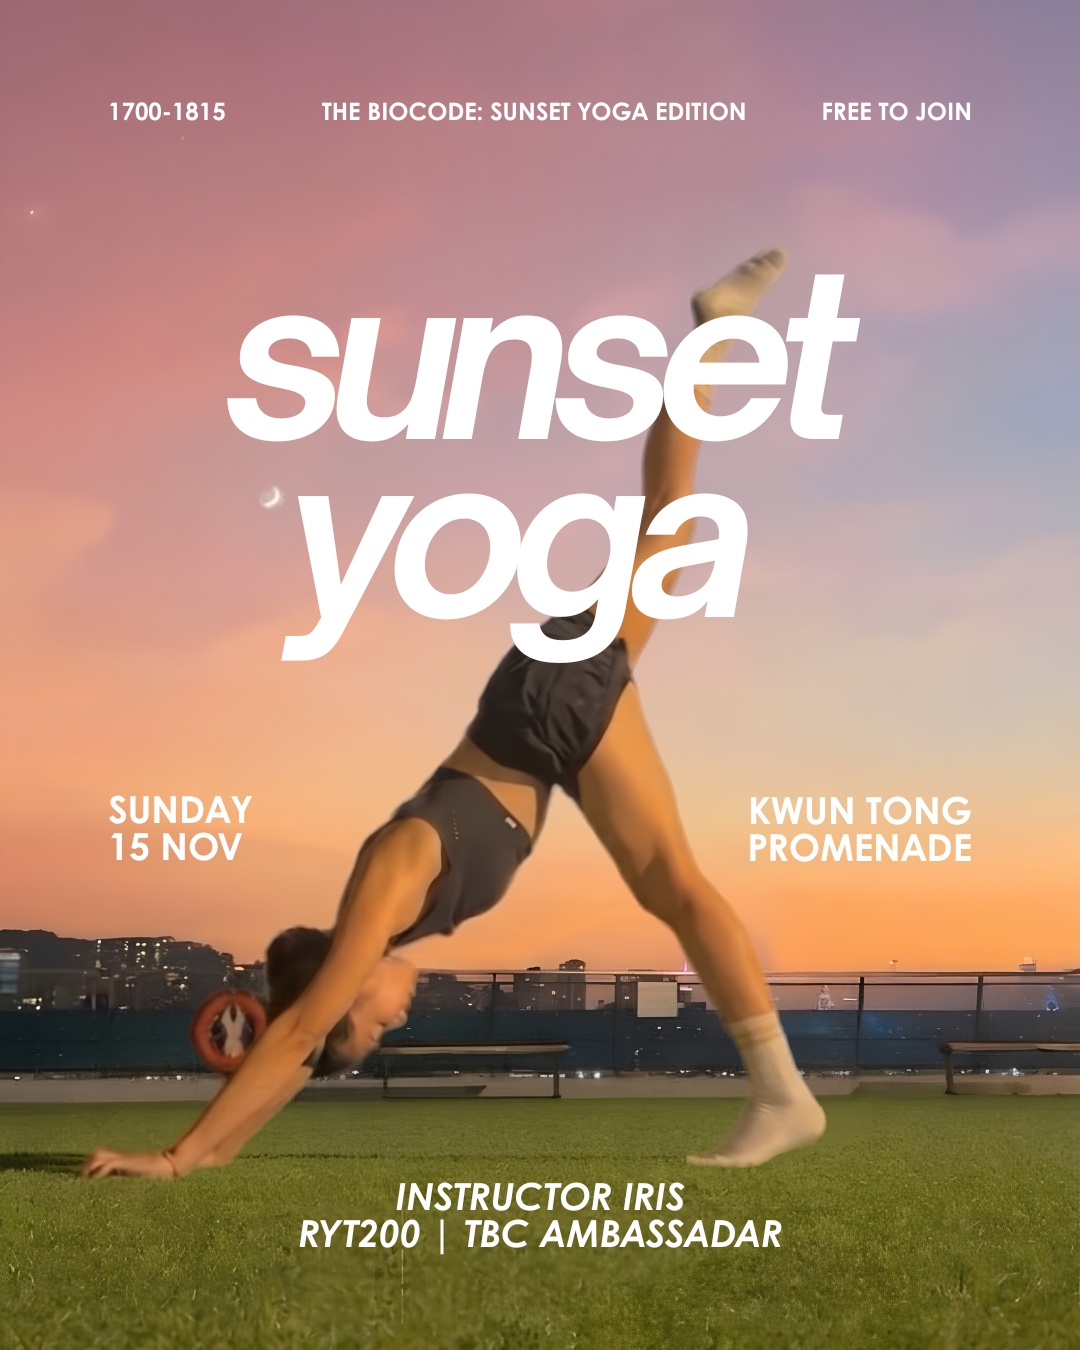 1700-1815
THE BIOCODE: SUNSET YOGA EDITION
FREE TO JOIN
sunset
yoga
SUNDAY
15 NOV
KWUN TONG
PROMENADE
INSTRUCTOR IRIS
RYT200 | TBC AMBASSADAR